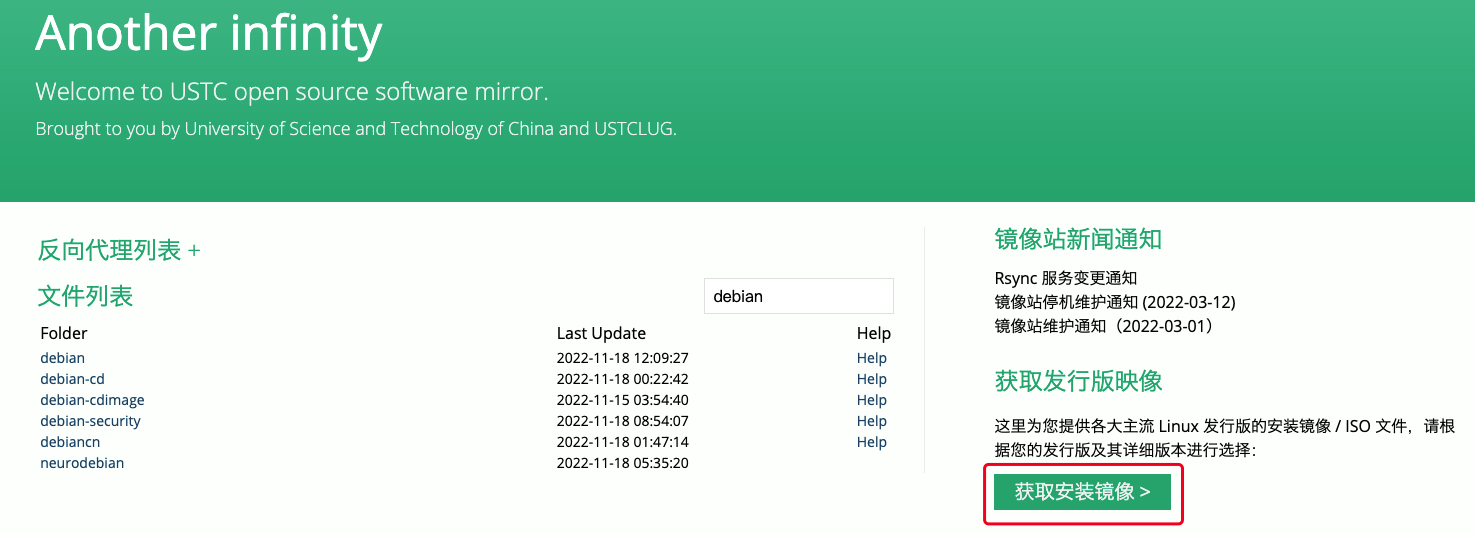 Another infinity
Welcome to USTC open source software mirror.
Brought to you by University of Science and Technology of China and USTCLUG.
反向代理列表 +
文件列表
debian
Folder Last Update Help
debian 2022-11-18 12:09:27 Help
debian-cd 2022-11-18 00:22:42 Help
debian-cdimage 2022-11-15 03:54:40 Help
debian-security 2022-11-18 08:54:07 Help
debiancn 2022-11-18 01:47:14 Help
neurodebian 2022-11-18 05:35:20
镜像站新闻通知
Rsync 服务变更通知
镜像站停机维护通知 (2022-03-12)
镜像站维护通知（2022-03-01）
获取发行版映像
这里为您提供各大主流 Linux 发行版的安装镜像 / ISO 文件，请根
据您的发行版及其详细版本进行选择：
获取安装镜像 >